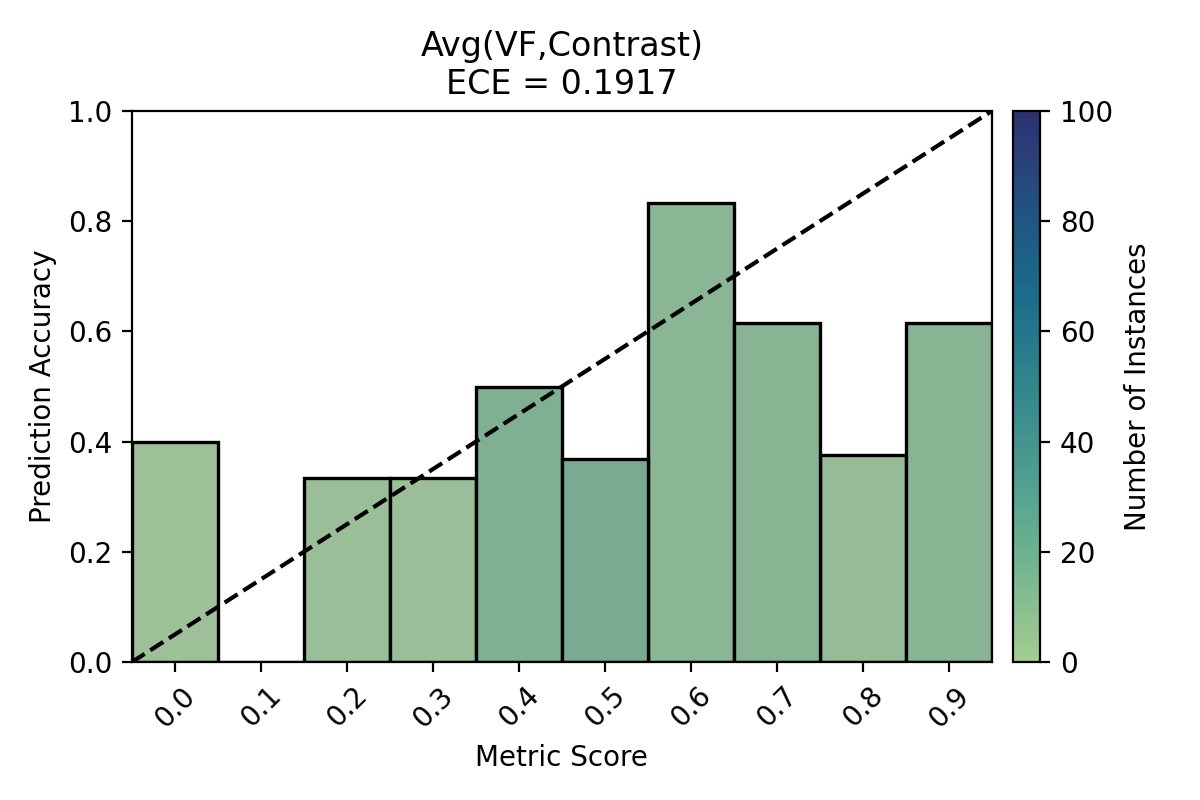 Avg(VF,Contrast)
ECE = 0.1917
Prediction Accuracy
1.0
0.8
0.6
0.4
0.2
0.0
0.0 0.1 0.2 0.3 0.4 0.5 0.6 0.7 0.8 0.9
Metric Score
100
80
60
40
20
0
Number of Instances